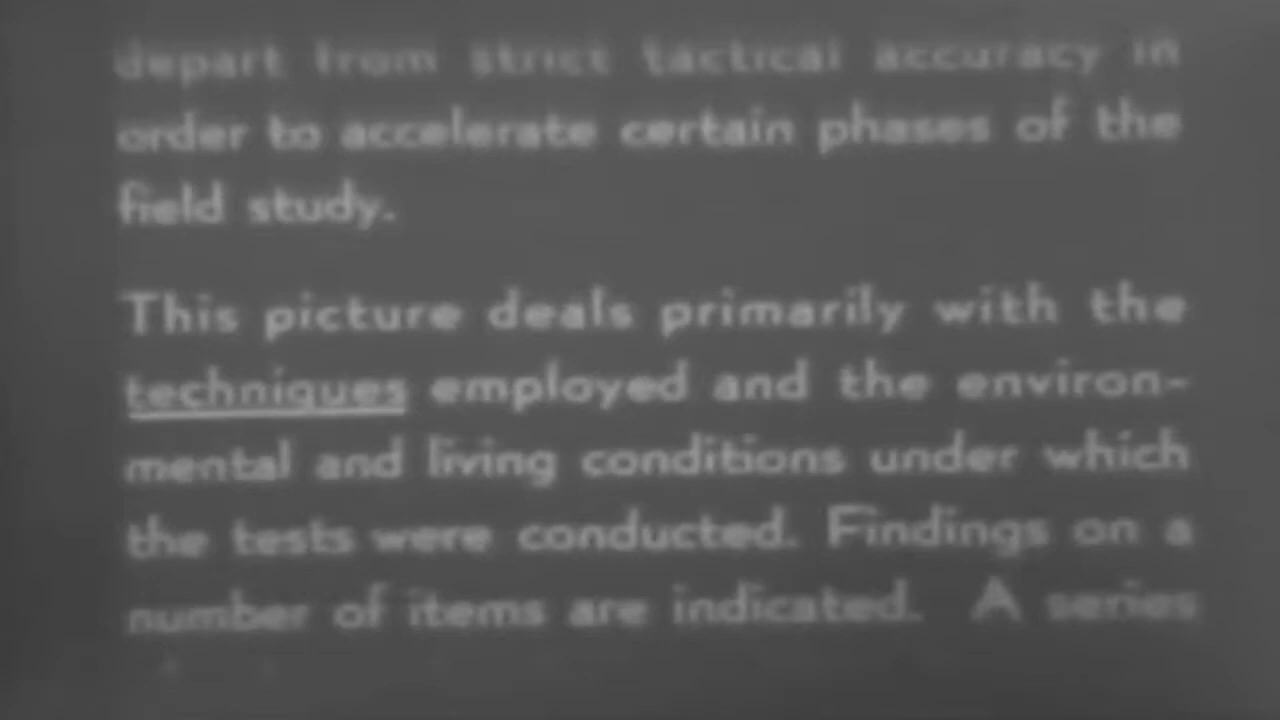 depart from strict tactical accuracy in
order to accelerate certain phases of the
field study.
This picture deals primarily with the
techniques employed and the environ-
mental and living conditions under which
the tests were conducted. Findings on a
number of items are indicated. A series